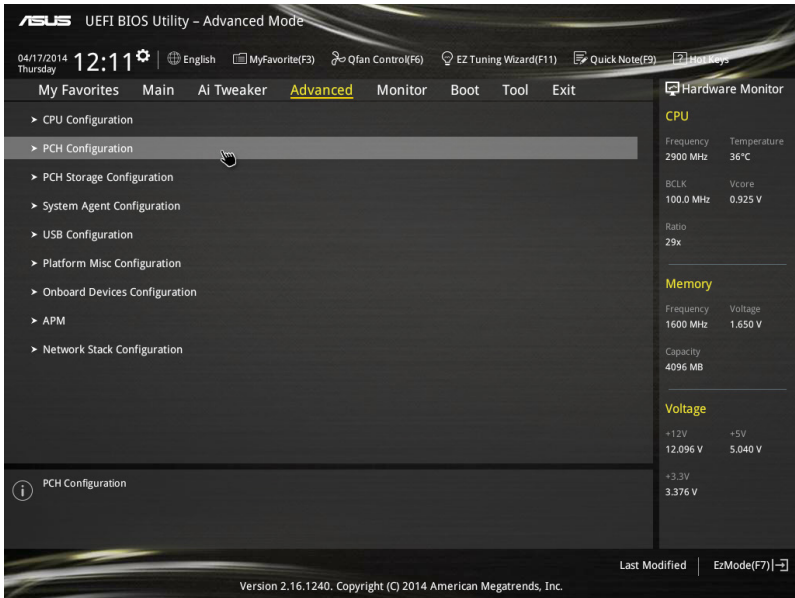 ASUS UEFI BIOS Utility – Advanced Mode
04/17/2014
Thursday
12:11
English
MyFavorite(F3)
Qfan Control(F6)
EZ Tuning Wizard(F11)
Quick Note(F9)
Hot Keys
My Favorites Main Ai Tweaker Advanced Monitor Boot Tool Exit
Hardware Monitor
CPU Configuration
PCH Configuration
PCH Storage Configuration
System Agent Configuration
USB Configuration
Platform Misc Configuration
Onboard Devices Configuration
APM
Network Stack Configuration
CPU
Frequency Temperature
2900 MHz 36°C
BCLK Vcore
100.0 MHz 0.925 V
Ratio
29x
Memory
Frequency Voltage
1600 MHz 1.650 V
Capacity
4096 MB
Voltage
+12V +5V
12.096 V 5.040 V
+3.3V
3.376 V
PCH Configuration
Last Modified
EzMode(F7)
Version 2.16.1240. Copyright (C) 2014 American Megatrends, Inc.